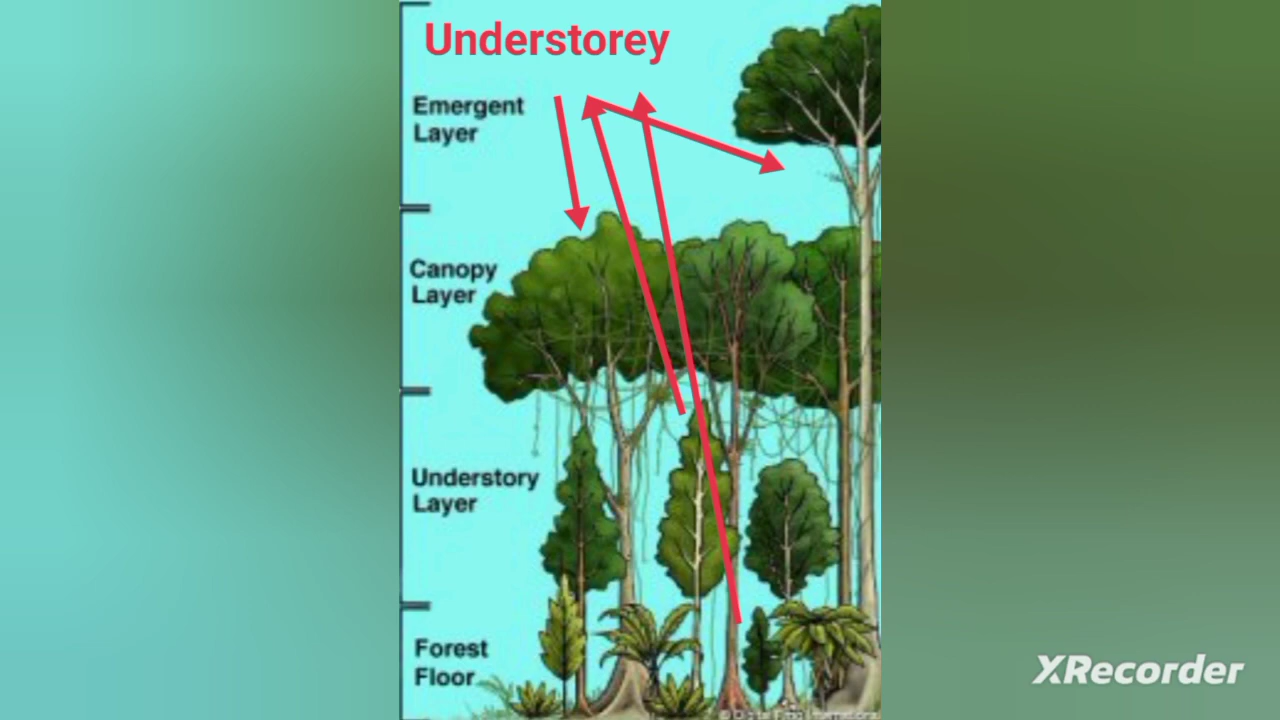 Understorey
Emergent
Layer
Canopy
Layer
Understory
Layer
Forest
Floor
XRecorder